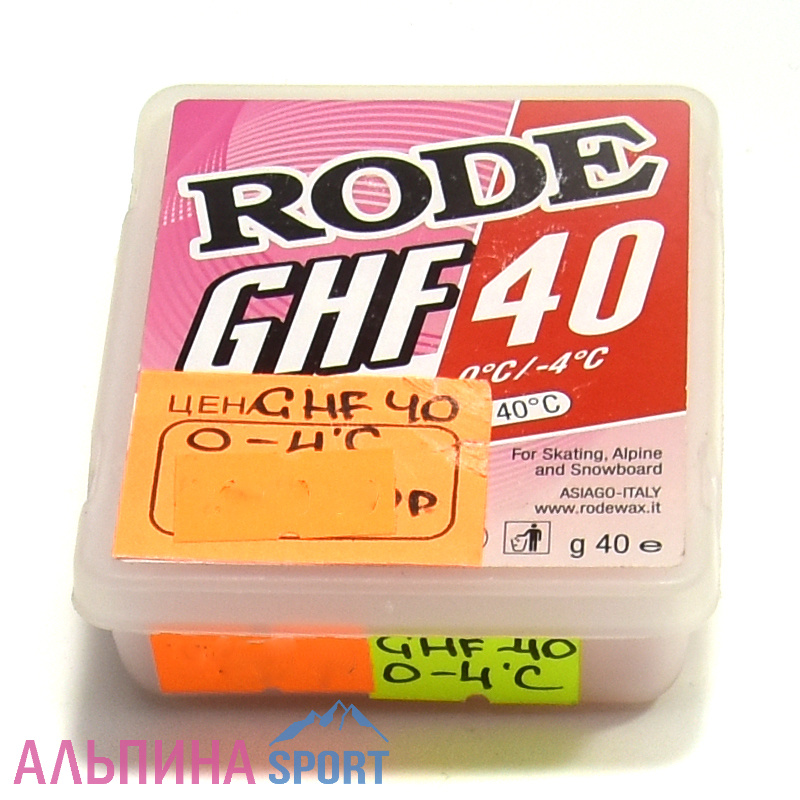 RODE
GHF 40
0°C/-4°C
40°C
ЦЕНА GHF 40
0-4°C
For Skating, Alpine
and Snowboard
ASIAGO-ITALY
www.rodewax.it
g 40 e
GHF-40
0-4°C
АЛЬПИНА SPORT